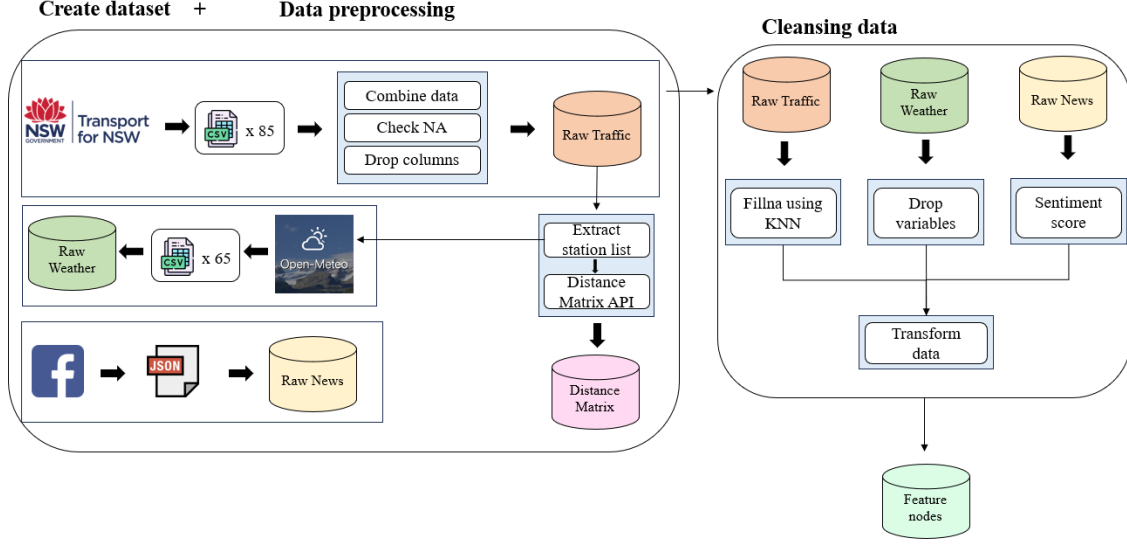 Create dataset + Data preprocessing
Cleansing data
NSW
GOVERNMENT
Transport
for NSW
CSV
x 85
Combine data
Check NA
Drop columns
Raw Traffic
Raw
Weather
CSV
x 65
Open-Meteo
Extract
station list
Distance
Matrix API
JSON
Raw News
Distance
Matrix
Raw Traffic
Raw
Weather
Raw News
Fillna using
KNN
Drop
variables
Sentiment
score
Transform
data
Feature
nodes